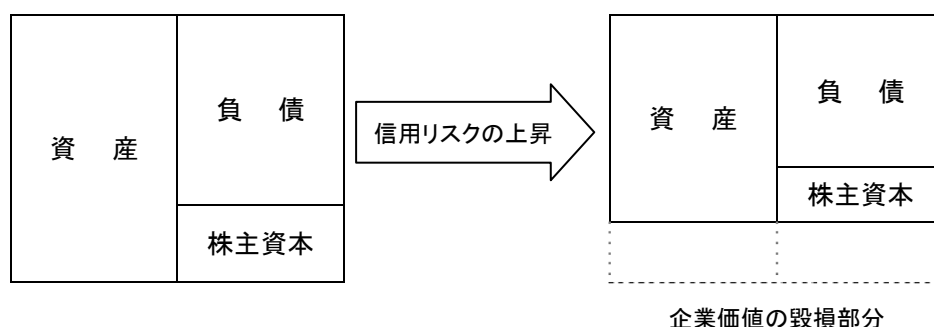 資 産
負 債
株主資本
信用リスクの上昇
資 産
負 債
株主資本
企業価値の毀損部分